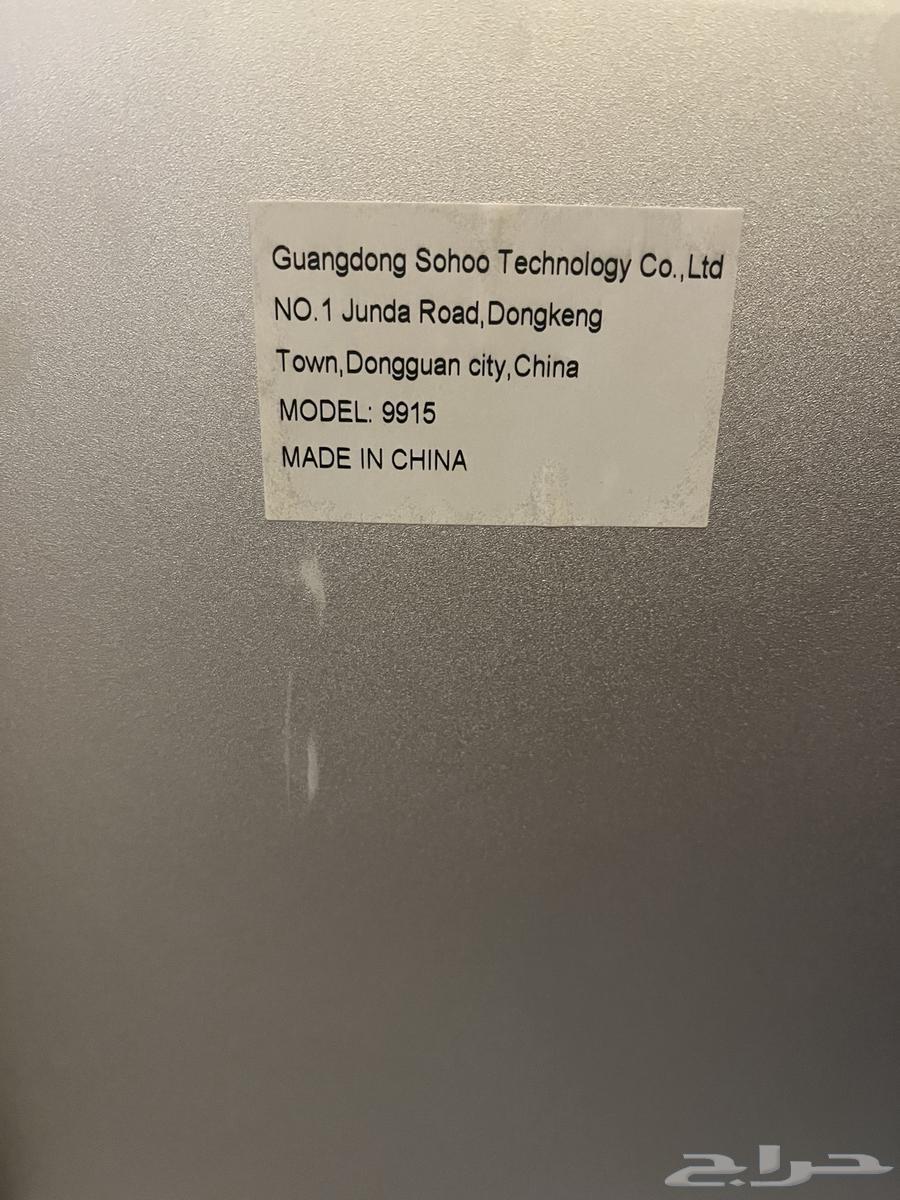 Guangdong Sohoo Technology Co.,Ltd
NO.1 Junda Road,Dongkeng
Town,Dongguan city,China
MODEL: 9915
MADE IN CHINA
حراج